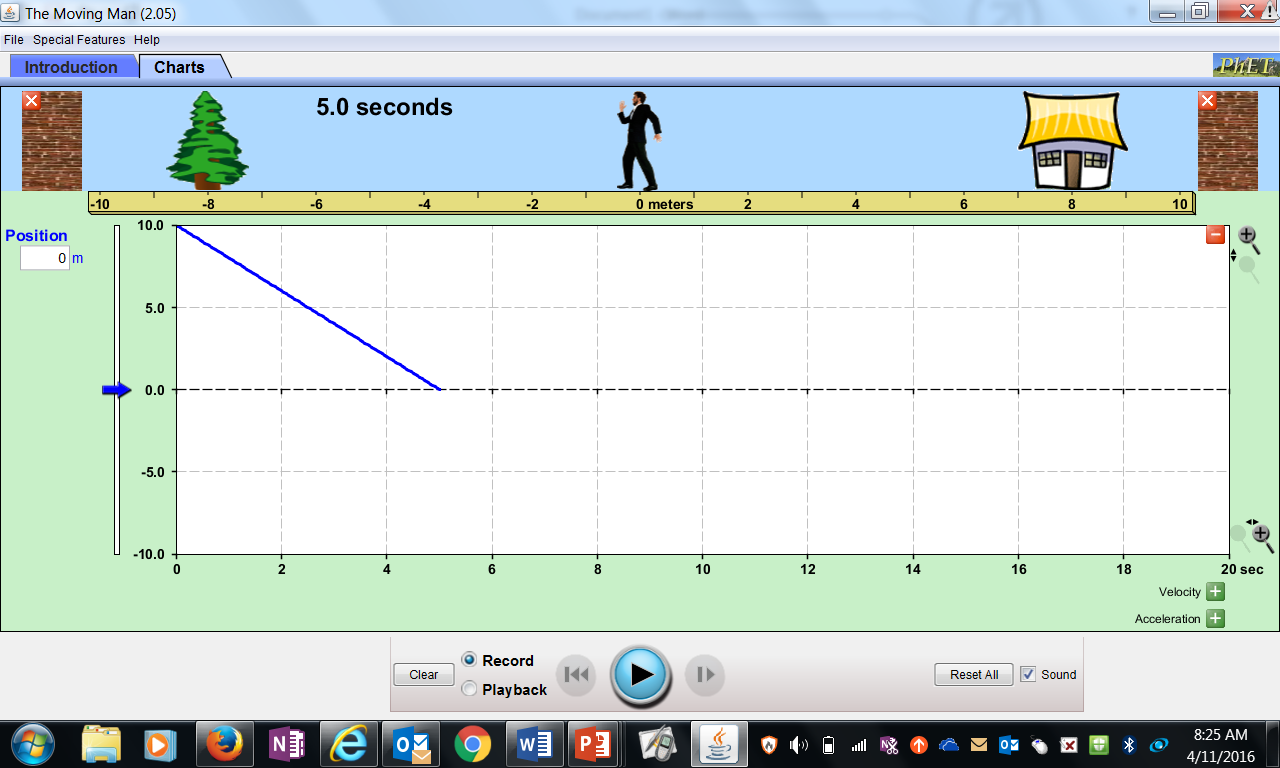 The Moving Man (2.05)
File Special Features Help
Introduction Charts
PhET
5.0 seconds
-10 -8 -6 -4 -2 0 meters 2 4 6 8 10
Position
0 m
10.0
5.0
0.0
-5.0
-10.0
0 2 4 6 8 10 12 14 16 18 20 sec
Velocity
Acceleration
Clear
Record
Playback
Reset All
Sound
8:25 AM
4/11/2016